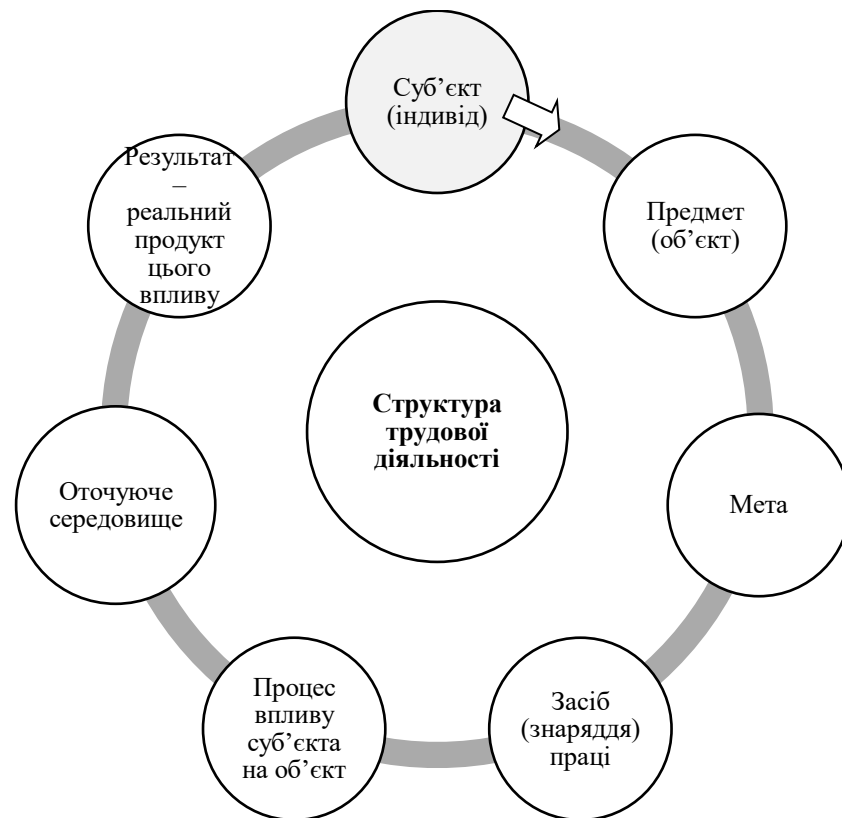 Суб’єкт
(індивід)
Предмет
(об’єкт)
Мета
Засіб
(знаряддя)
праці
Процес
впливу
суб’єкта
на об’єкт
Оточуюче
середовище
Результат
–
реальний
продукт
цього
впливу
Структура
трудової
діяльності